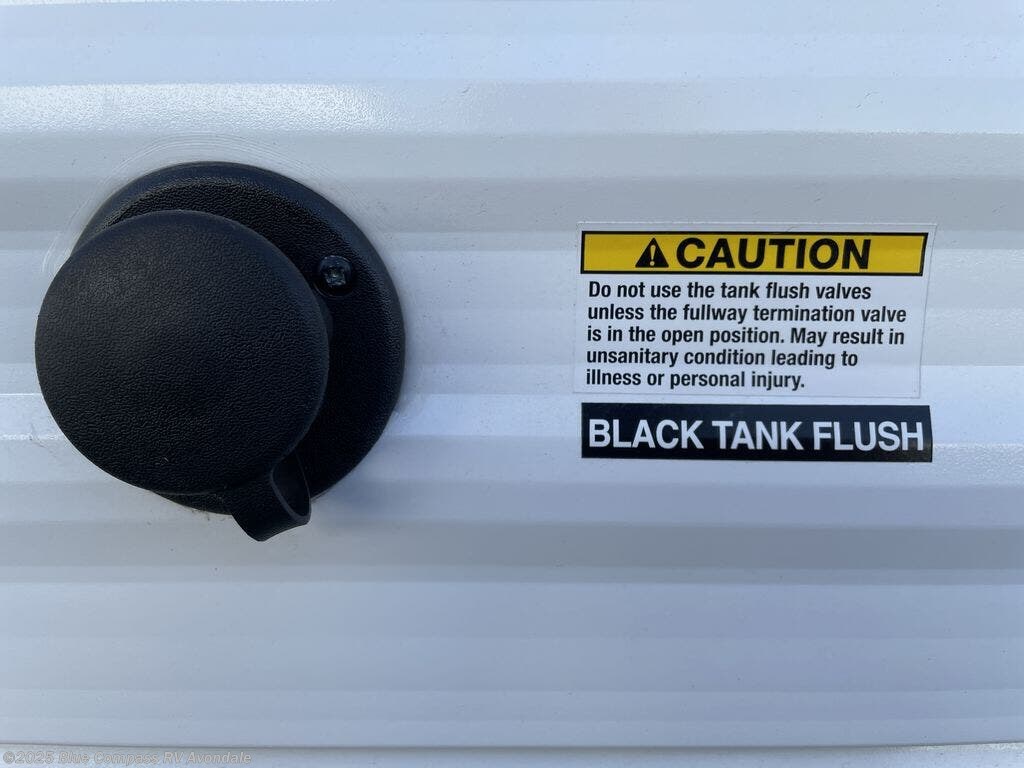 CAUTION
Do not use the tank flush valves
unless the fullway termination valve
is in the open position. May result in
unsanitary condition leading to
illness or personal injury.
BLACK TANK FLUSH
©2025 Blue Compass RV Avondale